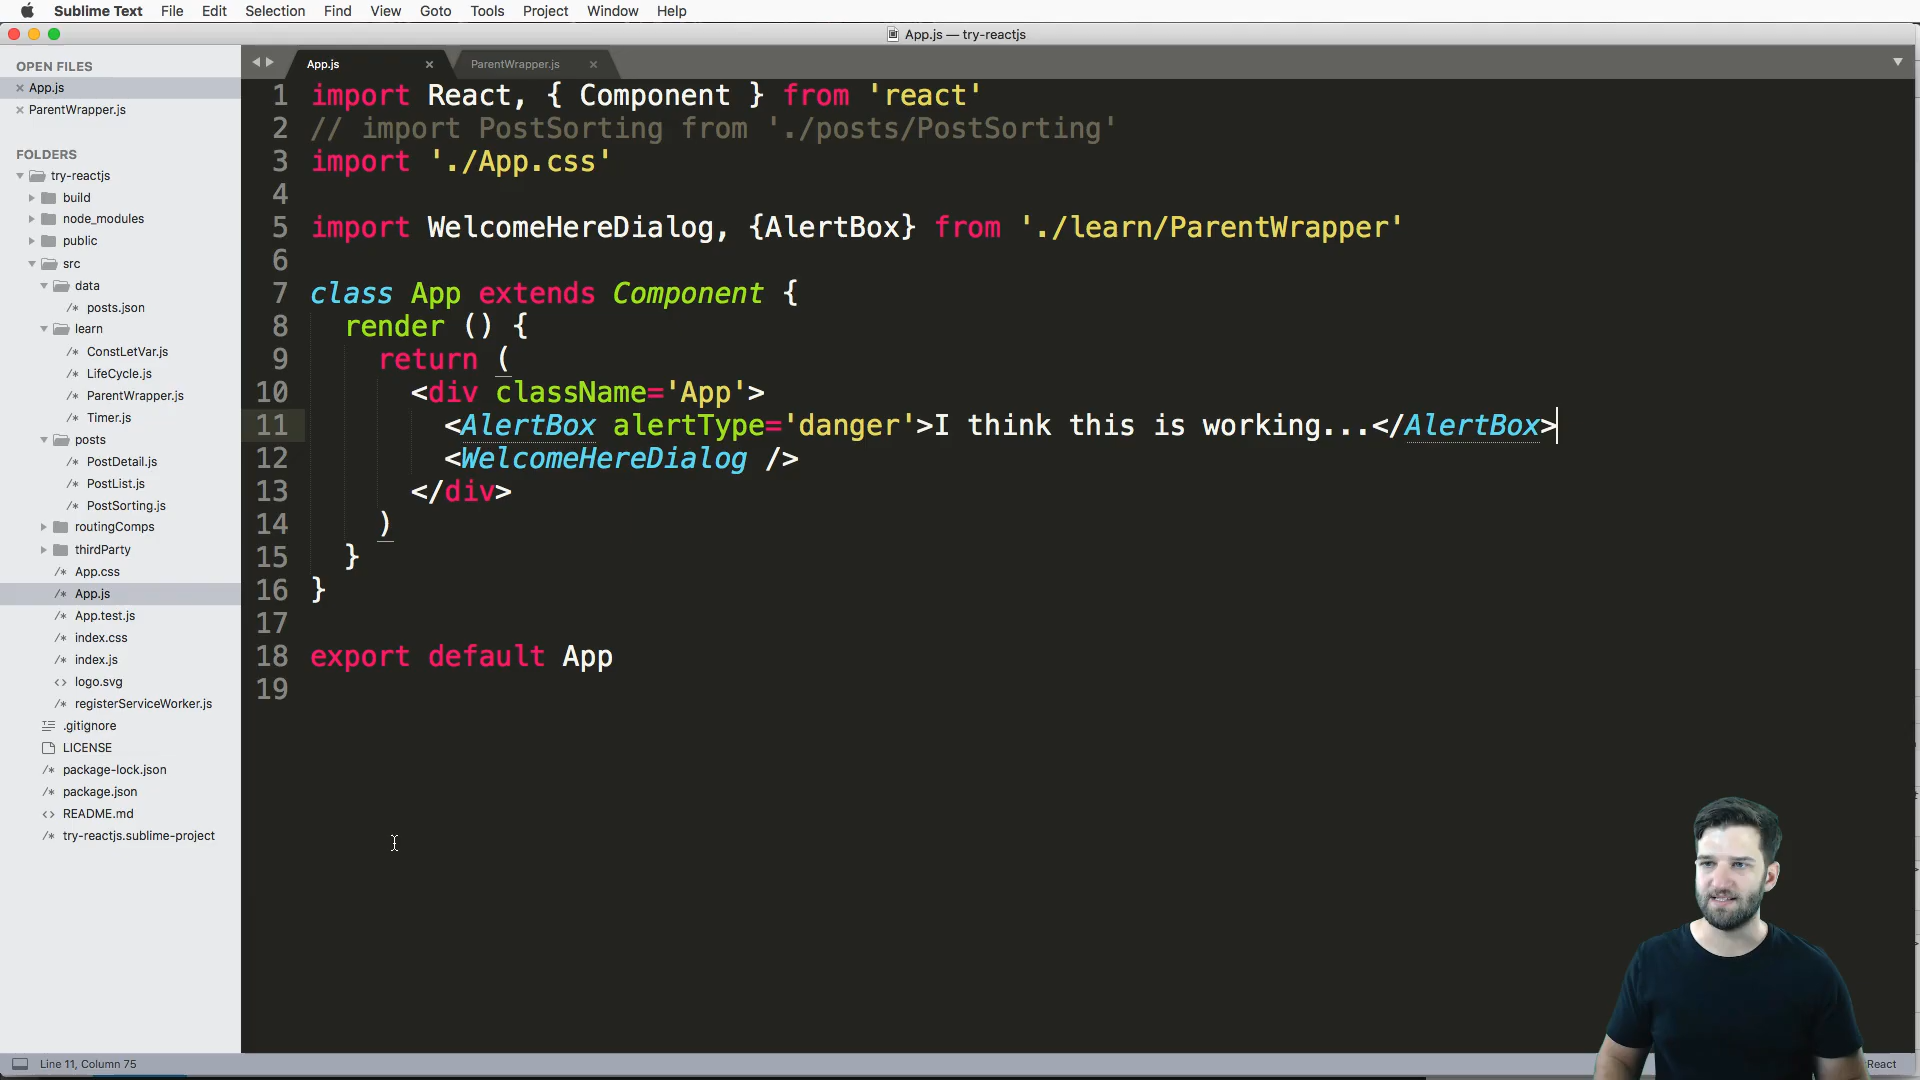 Sublime Text File Edit Selection Find View Goto Tools Project Window Help
App.js — try-reactjs
OPEN FILES
App.js
ParentWrapper.js
FOLDERS
try-reactjs
build
node_modules
public
src
data
/* posts.json
learn
/* ConstLetVar.js
/* LifeCycle.js
/* ParentWrapper.js
/* Timer.js
posts
/* PostDetail.js
/* PostList.js
/* PostSorting.js
routingComps
thirdParty
/* App.css
/* App.js
/* App.test.js
/* index.css
/* index.js
<> logo.svg
/* registerServiceWorker.js
.gitignore
LICENSE
/* package-lock.json
/* package.json
<> README.md
/* try-reactjs.sublime-project
App.js ParentWrapper.js
1 import React, { Component } from 'react'
2 // import PostSorting from './posts/PostSorting'
3 import './App.css'
4
5 import WelcomeHereDialog, {AlertBox} from './learn/ParentWrapper'
6
7 class App extends Component {
8 render () {
9 return (
10 <div className='App'>
11 <AlertBox alertType='danger'>I think this is working...</AlertBox>
12 <WelcomeHereDialog />
13 </div>
14 )
15 }
16 }
17
18 export default App
19
Line 11, Column 75
React